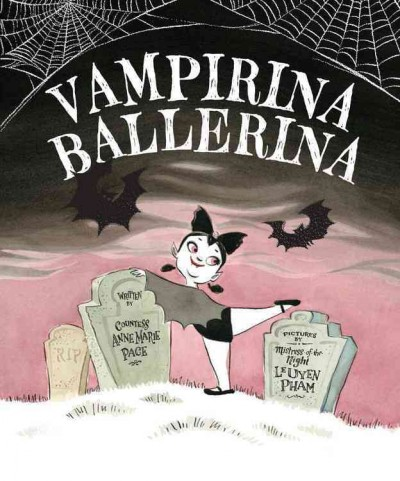 VAMPIRINA
BALLERINA
WRITTEN
BY
COUNTESS
ANNE MARIE
PACE
PICTURES
BY
Mistress of the
Night
LEUYEN
PHAM
RIP